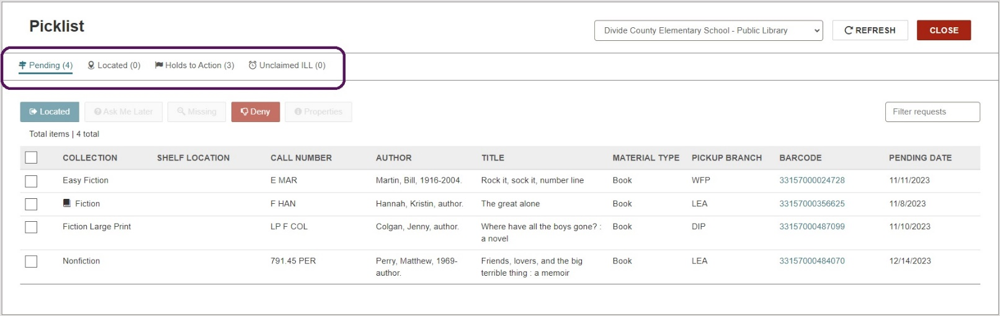 Picklist
Divide County Elementary School - Public Library
REFRESH
CLOSE
Pending (4) Located (0) Holds to Action (3) Unclaimed ILL (0)
Located Ask Me Later Missing Deny Properties
Filter requests
Total items | 4 total
COLLECTION SHELF LOCATION CALL NUMBER AUTHOR TITLE MATERIAL TYPE PICKUP BRANCH BARCODE PENDING DATE
Easy Fiction E MAR Martin, Bill, 1916-2004. Rock it, sock it, number line Book WFP 33157000024728 11/11/2023
Fiction F HAN Hannah, Kristin, author. The great alone Book LEA 33157000356625 11/8/2023
Fiction Large Print LP F COL Colgan, Jenny, author. Where have all the boys gone? : Book DIP 33157000487099 11/10/2023
a novel
Nonfiction 791.45 PER Perry, Matthew, 1969- Friends, lovers, and the big Book LEA 33157000484070 12/14/2023
author. terrible thing : a memoir